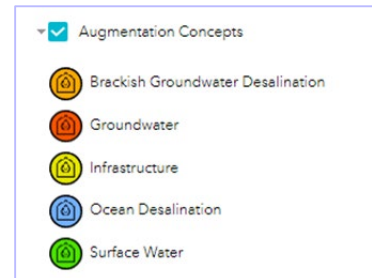 Augmentation Concepts
Brackish Groundwater Desalination
Groundwater
Infrastructure
Ocean Desalination
Surface Water